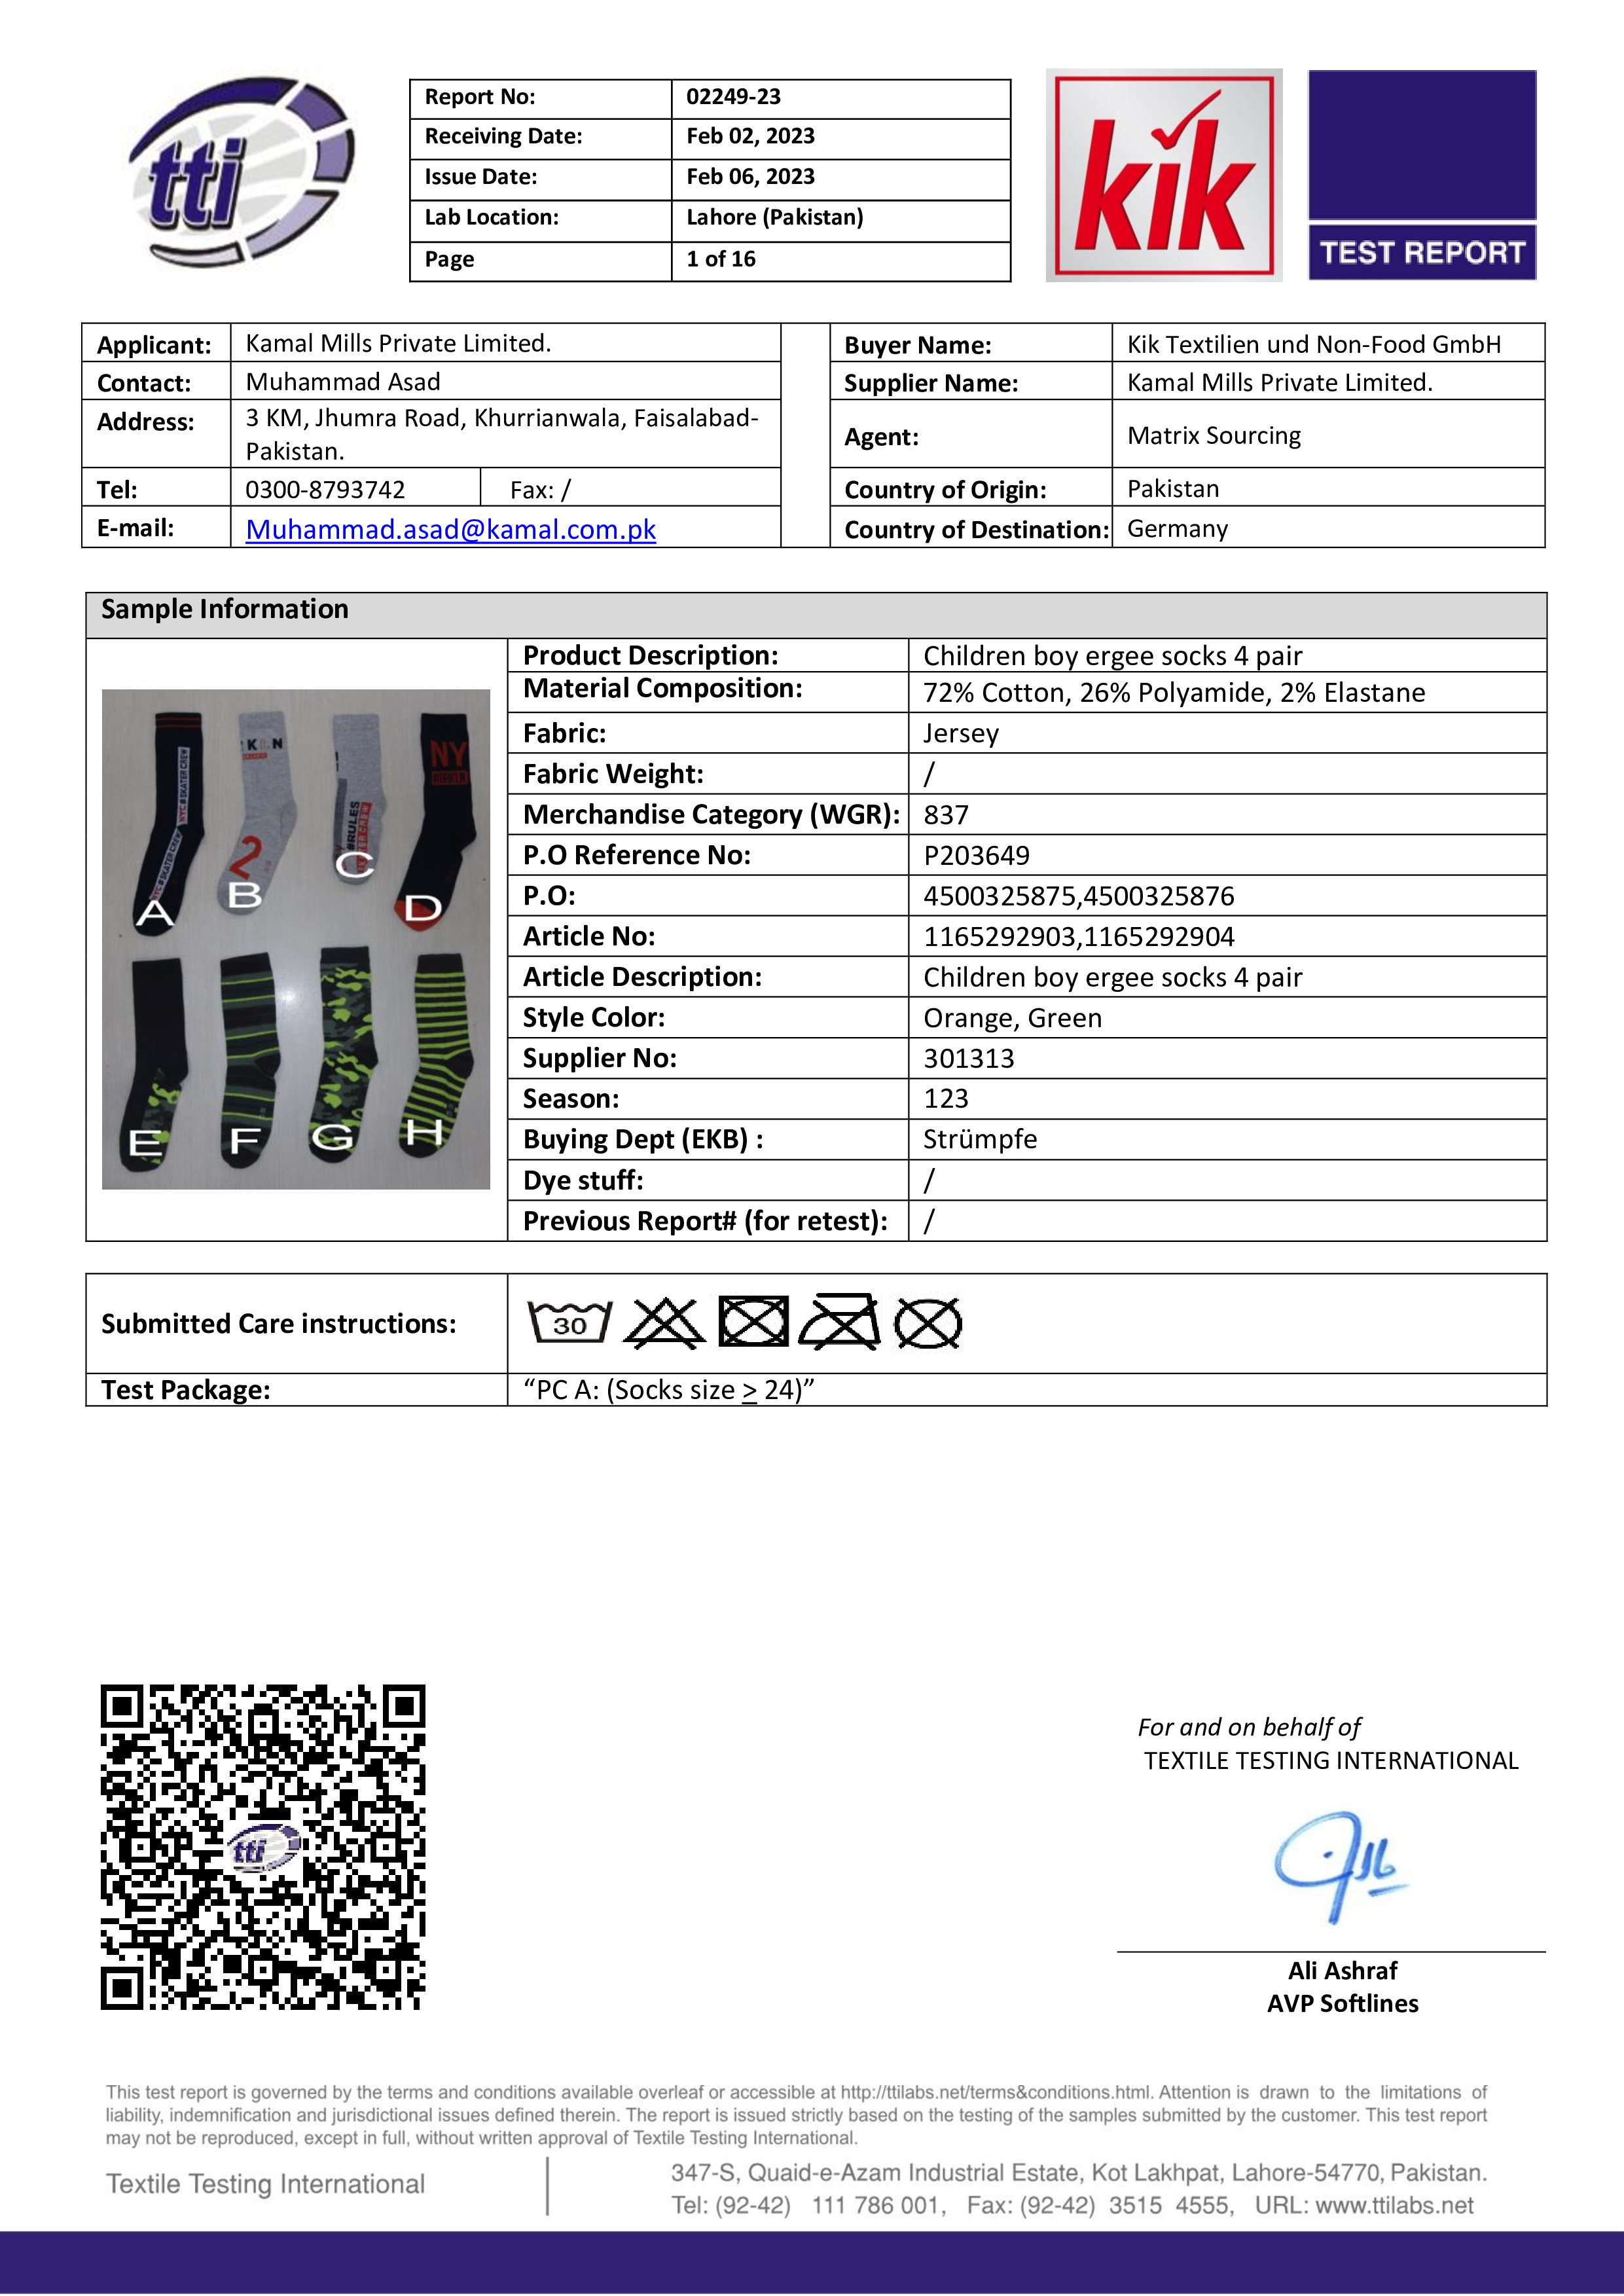 tti
Report No: 02249-23
Receiving Date: Feb 02, 2023
Issue Date: Feb 06, 2023
Lab Location: Lahore (Pakistan)
Page 1 of 16
kik
TEST REPORT
Applicant: Kamal Mills Private Limited.
Contact: Muhammad Asad
Address: 3 KM, Jhumra Road, Khurrianwala, Faisalabad-
Pakistan.
Tel: 0300-8793742 Fax: /
E-mail: Muhammad.asad@kamal.com.pk
Buyer Name: Kik Textilien und Non-Food GmbH
Supplier Name: Kamal Mills Private Limited.
Agent: Matrix Sourcing
Country of Origin: Pakistan
Country of Destination: Germany
Sample Information
NYC #SKATER CREW
NYC #SKATER CREW
A
2
B
#RULES
C
NY
D
E
F
G
H
Product Description: Children boy ergee socks 4 pair
Material Composition: 72% Cotton, 26% Polyamide, 2% Elastane
Fabric: Jersey
Fabric Weight: /
Merchandise Category (WGR): 837
P.O Reference No: P203649
P.O: 4500325875,4500325876
Article No: 1165292903,1165292904
Article Description: Children boy ergee socks 4 pair
Style Color: Orange, Green
Supplier No: 301313
Season: 123
Buying Dept (EKB) : Strümpfe
Dye stuff: /
Previous Report# (for retest): /
Submitted Care instructions: 30
Test Package: “PC A: (Socks size ≥ 24)”
tti
For and on behalf of
TEXTILE TESTING INTERNATIONAL
Ali Ashraf
AVP Softlines
This test report is governed by the terms and conditions available overleaf or accessible at http://ttilabs.net/terms&conditions.html. Attention is drawn to the limitations of
liability, indemnification and jurisdictional issues defined therein. The report is issued strictly based on the testing of the samples submitted by the customer. This test report
may not be reproduced, except in full, without written approval of Textile Testing International.
Textile Testing International
347-S, Quaid-e-Azam Industrial Estate, Kot Lakhpat, Lahore-54770, Pakistan.
Tel: (92-42) 111 786 001, Fax: (92-42) 3515 4555, URL: www.ttilabs.net